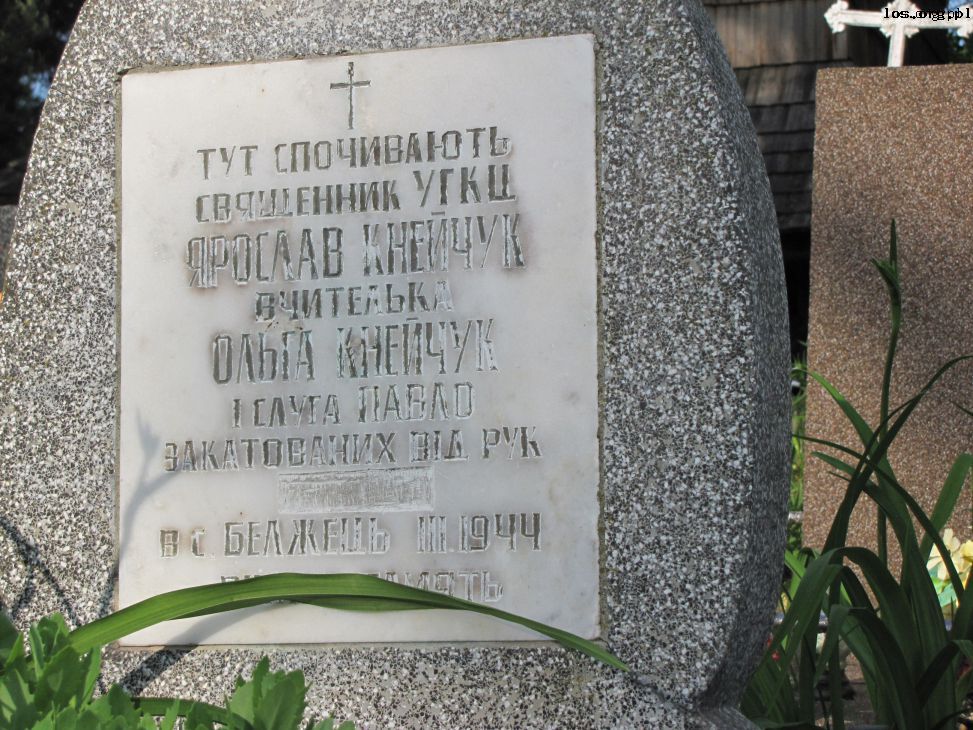 los.org.pl
ТУТ СПОЧИВАЮТЬ
СВЯЩЕННИК УГКЦ
ЯРОСЛАВ КНЕЙЧУК
ВЧИТЕЛЬКА
ОЛЬГА КНЕЙЧУК
І СЛУГА ПАВЛО
ЗАКАТОВАНИХ ВІД РУК
В С. БЕЛЖЕЦЬ III.1944